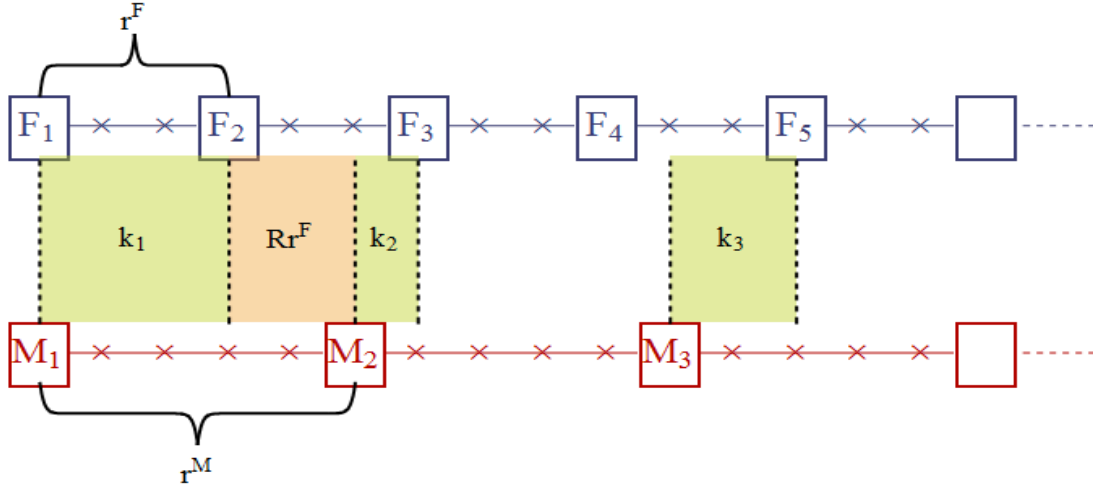 r^F
F₁ F₂ F₃ F₄ F₅
k₁ Rr^F k₂ k₃
M₁ M₂ M₃
r^M